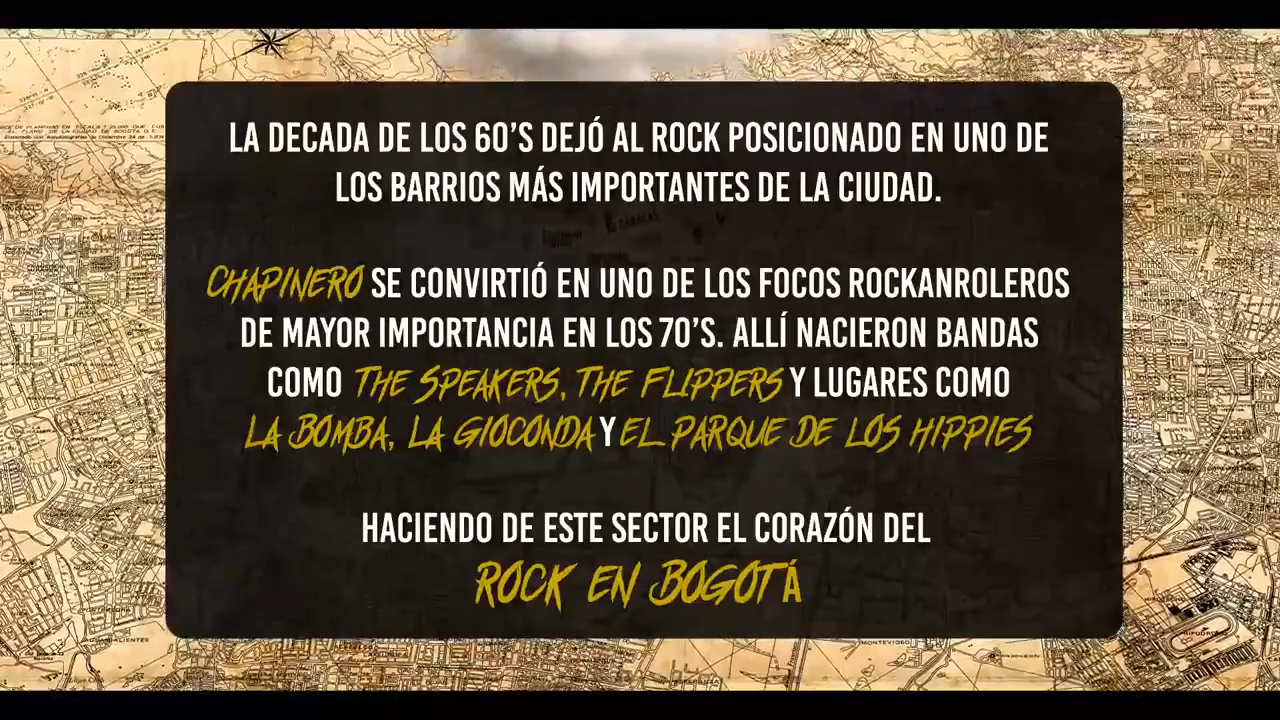 LA DECADA DE LOS 60'S DEJÓ AL ROCK POSICIONADO EN UNO DE
LOS BARRIOS MÁS IMPORTANTES DE LA CIUDAD.
CHAPINERO SE CONVIRTIÓ EN UNO DE LOS FOCOS ROCKANROLEROS
DE MAYOR IMPORTANCIA EN LOS 70'S. ALLÍ NACIERON BANDAS
COMO THE SPEAKERS, THE FLIPPERS Y LUGARES COMO
LA BOMBA, LA GIOCONDA Y EL PARQUE DE LOS HIPPIES
HACIENDO DE ESTE SECTOR EL CORAZÓN DEL
ROCK EN BOGOTÁ
MONTEVIDEO
HIPODROMO